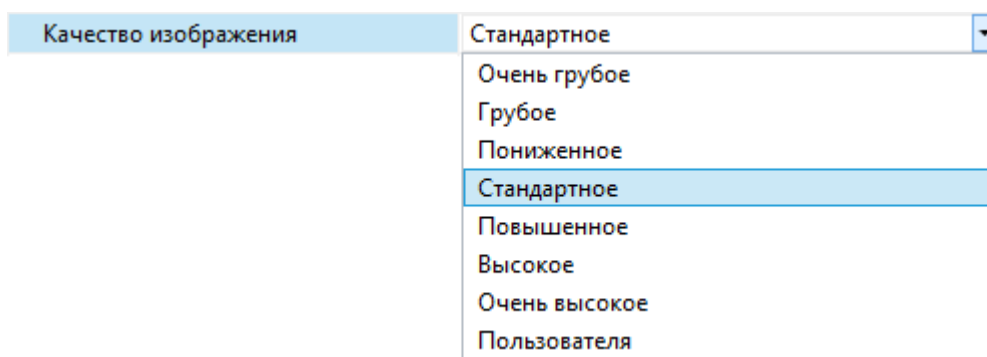 Качество изображения Стандартное
Очень грубое
Грубое
Пониженное
Стандартное
Повышенное
Высокое
Очень высокое
Пользователя